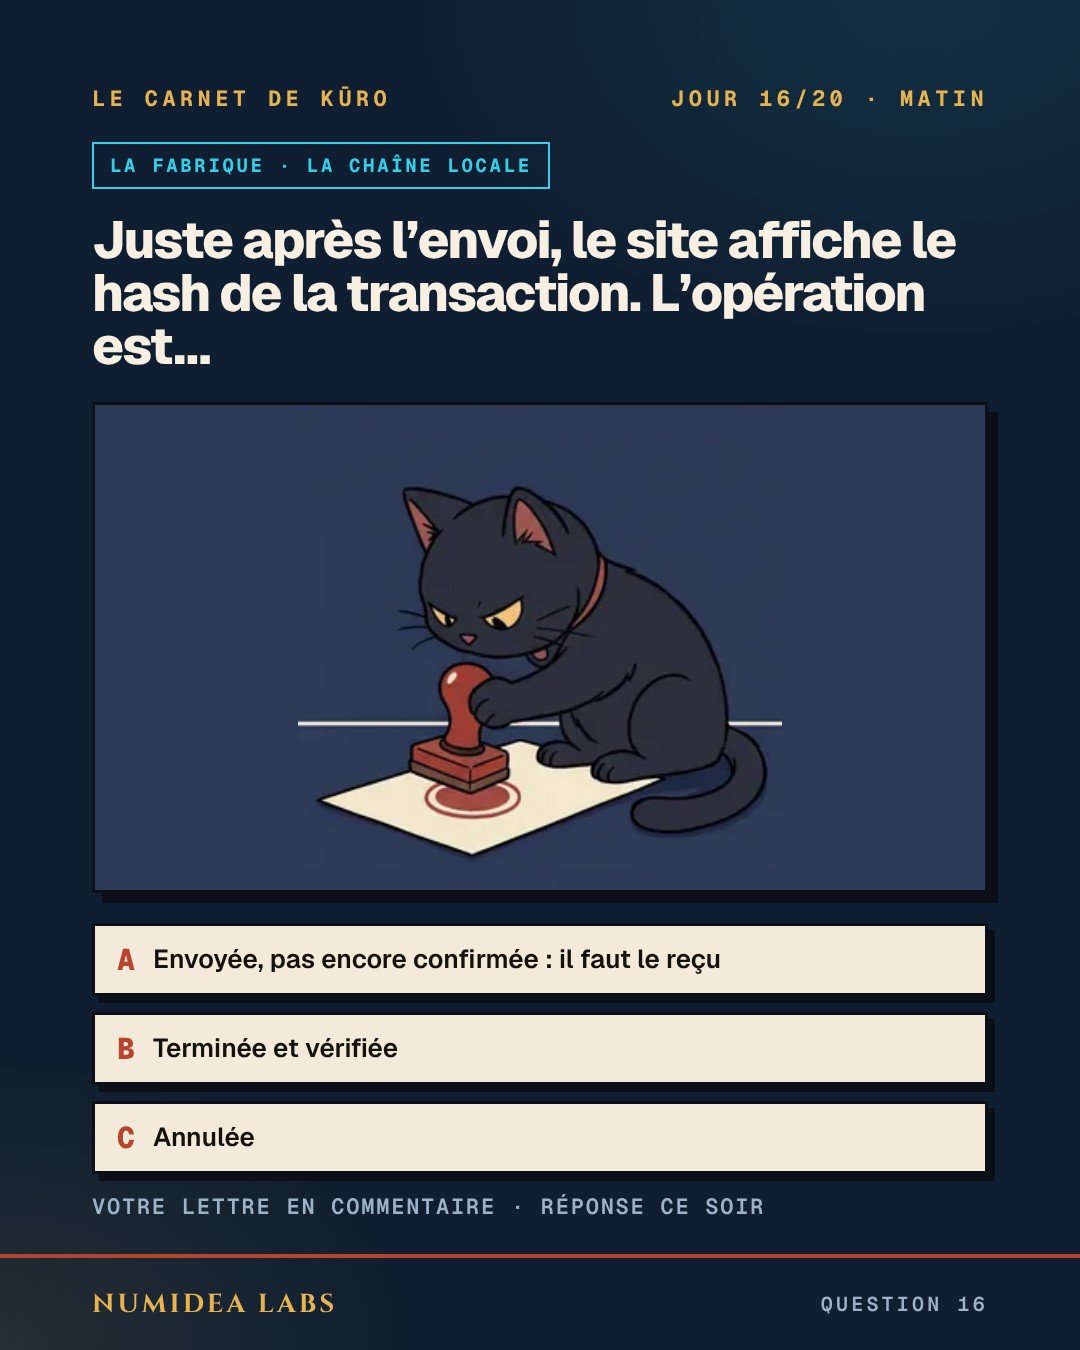 LE CARNET DE KŪRO
JOUR 16/20 · MATIN
LA FABRIQUE · LA CHAÎNE LOCALE
Juste après l’envoi, le site affiche le
hash de la transaction. L’opération
est…
A Envoyée, pas encore confirmée : il faut le reçu
B Terminée et vérifiée
C Annulée
VOTRE LETTRE EN COMMENTAIRE · RÉPONSE CE SOIR
NUMIDEA LABS
QUESTION 16